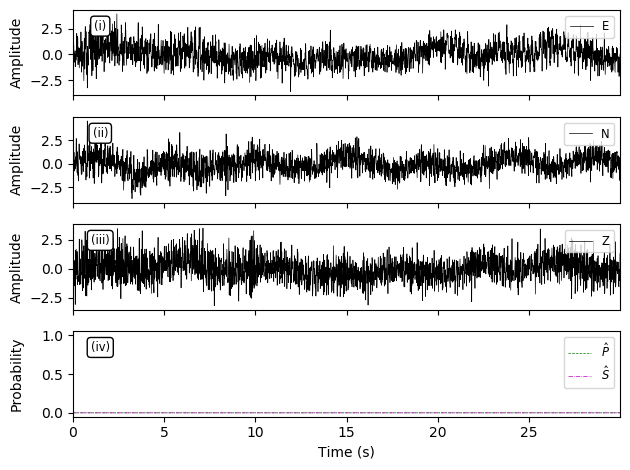 (i)
E
Amplitude
2.5
0.0
−2.5
(ii)
N
Amplitude
2.5
0.0
−2.5
(iii)
Z
Amplitude
2.5
0.0
−2.5
(iv)
P̂
Ŝ
Probability
1.0
0.5
0.0
0 5 10 15 20 25
Time (s)